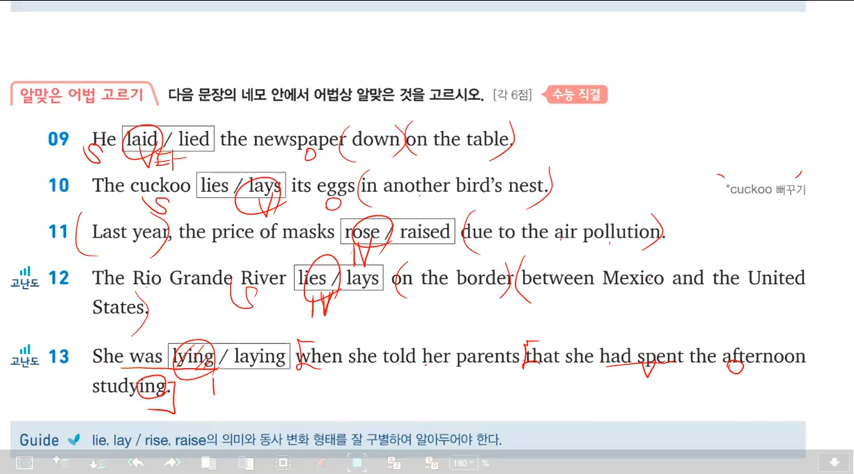 알맞은 어법 고르기 다음 문장의 네모 안에서 어법상 알맞은 것을 고르시오. [각 6점] 수능 직결
09 He laid / lied the newspaper down on the table.
10 The cuckoo lies / lays its eggs in another bird's nest.
*cuckoo 뻐꾸기
11 Last year, the price of masks rose / raised due to the air pollution.
고난도 12 The Rio Grande River lies / lays on the border between Mexico and the United
States.
고난도 13 She was lying / laying when she told her parents that she had spent the afternoon
studying.
Guide lie. lay / rise. raise의 의미와 동사 변화 형태를 잘 구별하여 알아두어야 한다.
180 %